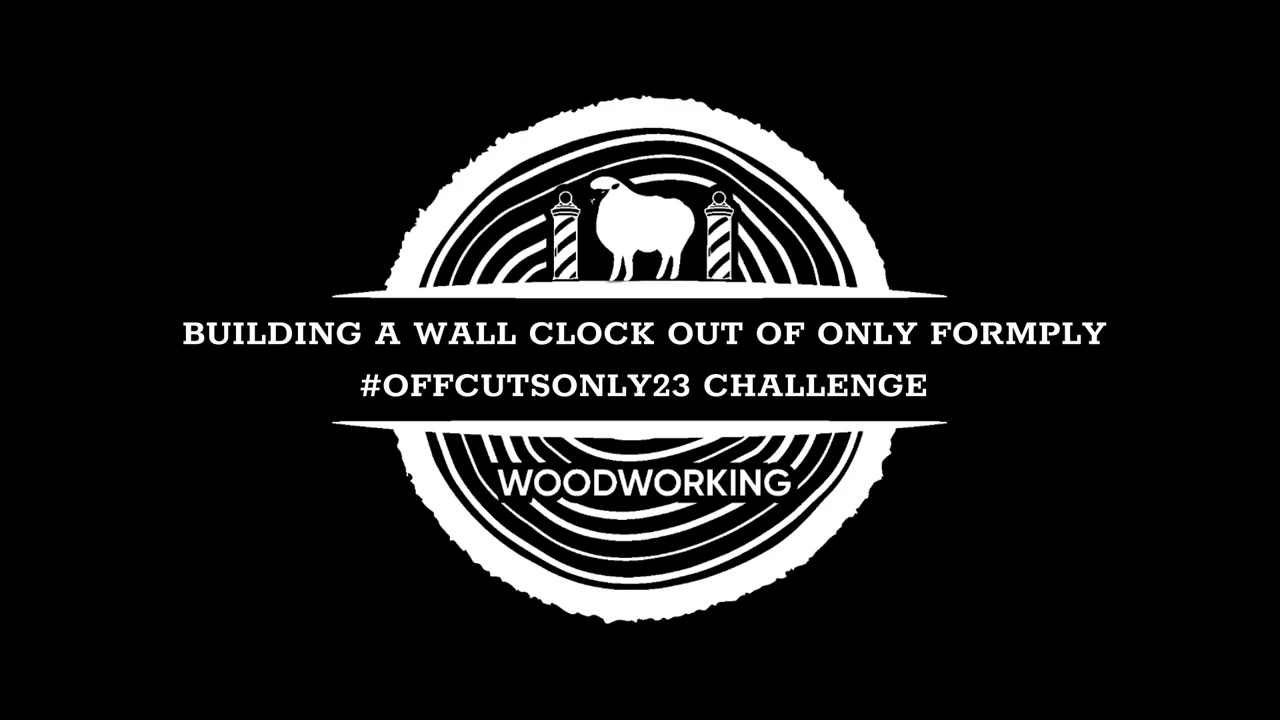 BUILDING A WALL CLOCK OUT OF ONLY FORMPLY
#OFFCUTSONLY23 CHALLENGE
WOODWORKING